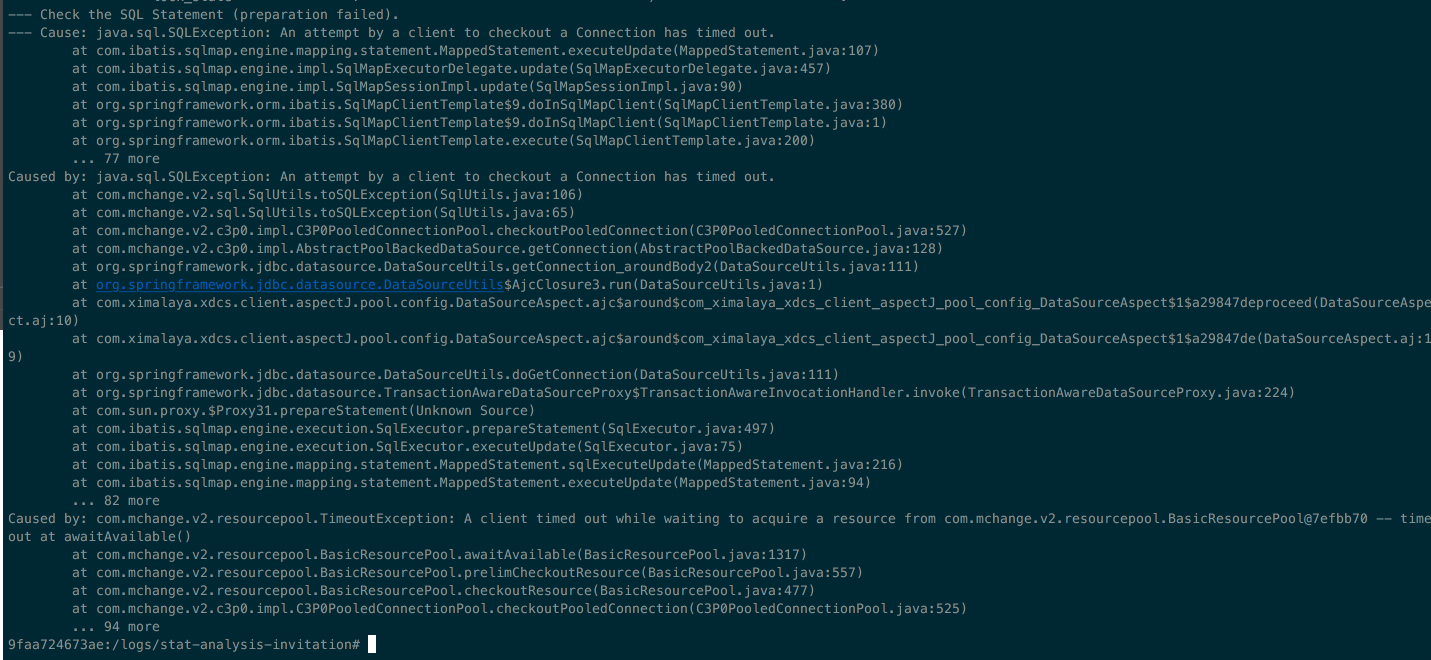 --- Check the SQL Statement (preparation failed).
--- Cause: java.sql.SQLException: An attempt by a client to checkout a Connection has timed out.
at com.ibatis.sqlmap.engine.mapping.statement.MappedStatement.executeUpdate(MappedStatement.java:107)
at com.ibatis.sqlmap.engine.impl.SqlMapExecutorDelegate.update(SqlMapExecutorDelegate.java:457)
at com.ibatis.sqlmap.engine.impl.SqlMapSessionImpl.update(SqlMapSessionImpl.java:90)
at org.springframework.orm.ibatis.SqlMapClientTemplate$9.doInSqlMapClient(SqlMapClientTemplate.java:380)
at org.springframework.orm.ibatis.SqlMapClientTemplate$9.doInSqlMapClient(SqlMapClientTemplate.java:1)
at org.springframework.orm.ibatis.SqlMapClientTemplate.execute(SqlMapClientTemplate.java:200)
... 77 more
Caused by: java.sql.SQLException: An attempt by a client to checkout a Connection has timed out.
at com.mchange.v2.sql.SqlUtils.toSQLException(SqlUtils.java:106)
at com.mchange.v2.sql.SqlUtils.toSQLException(SqlUtils.java:65)
at com.mchange.v2.c3p0.impl.C3P0PooledConnectionPool.checkoutPooledConnection(C3P0PooledConnectionPool.java:527)
at com.mchange.v2.c3p0.impl.AbstractPoolBackedDataSource.getConnection(AbstractPoolBackedDataSource.java:128)
at org.springframework.jdbc.datasource.DataSourceUtils.getConnection_aroundBody2(DataSourceUtils.java:111)
at org.springframework.jdbc.datasource.DataSourceUtils$AjcClosure3.run(DataSourceUtils.java:1)
at com.ximalaya.xdcs.client.aspectJ.pool.config.DataSourceAspect.ajc$around$com_ximalaya_xdcs_client_aspectJ_pool_config_DataSourceAspect$1$a29847deproceed(DataSourceAspe
ct.aj:10)
at com.ximalaya.xdcs.client.aspectJ.pool.config.DataSourceAspect.ajc$around$com_ximalaya_xdcs_client_aspectJ_pool_config_DataSourceAspect$1$a29847de(DataSourceAspect.aj:1
9)
at org.springframework.jdbc.datasource.DataSourceUtils.doGetConnection(DataSourceUtils.java:111)
at org.springframework.jdbc.datasource.TransactionAwareDataSourceProxy$TransactionAwareInvocationHandler.invoke(TransactionAwareDataSourceProxy.java:224)
at com.sun.proxy.$Proxy31.prepareStatement(Unknown Source)
at com.ibatis.sqlmap.engine.execution.SqlExecutor.prepareStatement(SqlExecutor.java:497)
at com.ibatis.sqlmap.engine.execution.SqlExecutor.executeUpdate(SqlExecutor.java:75)
at com.ibatis.sqlmap.engine.mapping.statement.MappedStatement.sqlExecuteUpdate(MappedStatement.java:216)
at com.ibatis.sqlmap.engine.mapping.statement.MappedStatement.executeUpdate(MappedStatement.java:94)
... 82 more
Caused by: com.mchange.v2.resourcepool.TimeoutException: A client timed out while waiting to acquire a resource from com.mchange.v2.resourcepool.BasicResourcePool@7efbb70 -- time
out at awaitAvailable()
at com.mchange.v2.resourcepool.BasicResourcePool.awaitAvailable(BasicResourcePool.java:1317)
at com.mchange.v2.resourcepool.BasicResourcePool.prelimCheckoutResource(BasicResourcePool.java:557)
at com.mchange.v2.resourcepool.BasicResourcePool.checkoutResource(BasicResourcePool.java:477)
at com.mchange.v2.c3p0.impl.C3P0PooledConnectionPool.checkoutPooledConnection(C3P0PooledConnectionPool.java:525)
... 94 more
9faa724673ae:/logs/stat-analysis-invitation#